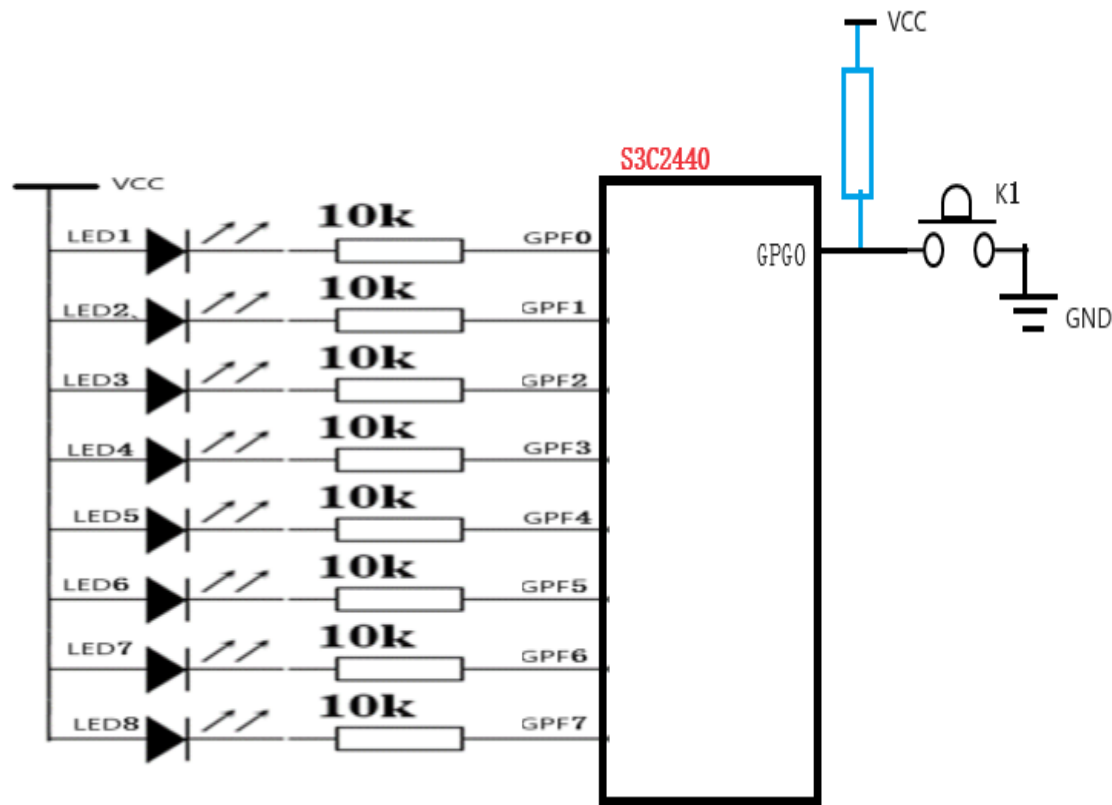 VCC
S3C2440
VCC
LED1 10k GPF0
GPG0
K1
LED2、 10k GPF1
GND
LED3 10k GPF2
LED4 10k GPF3
LED5 10k GPF4
LED6 10k GPF5
LED7 10k GPF6
LED8 10k GPF7